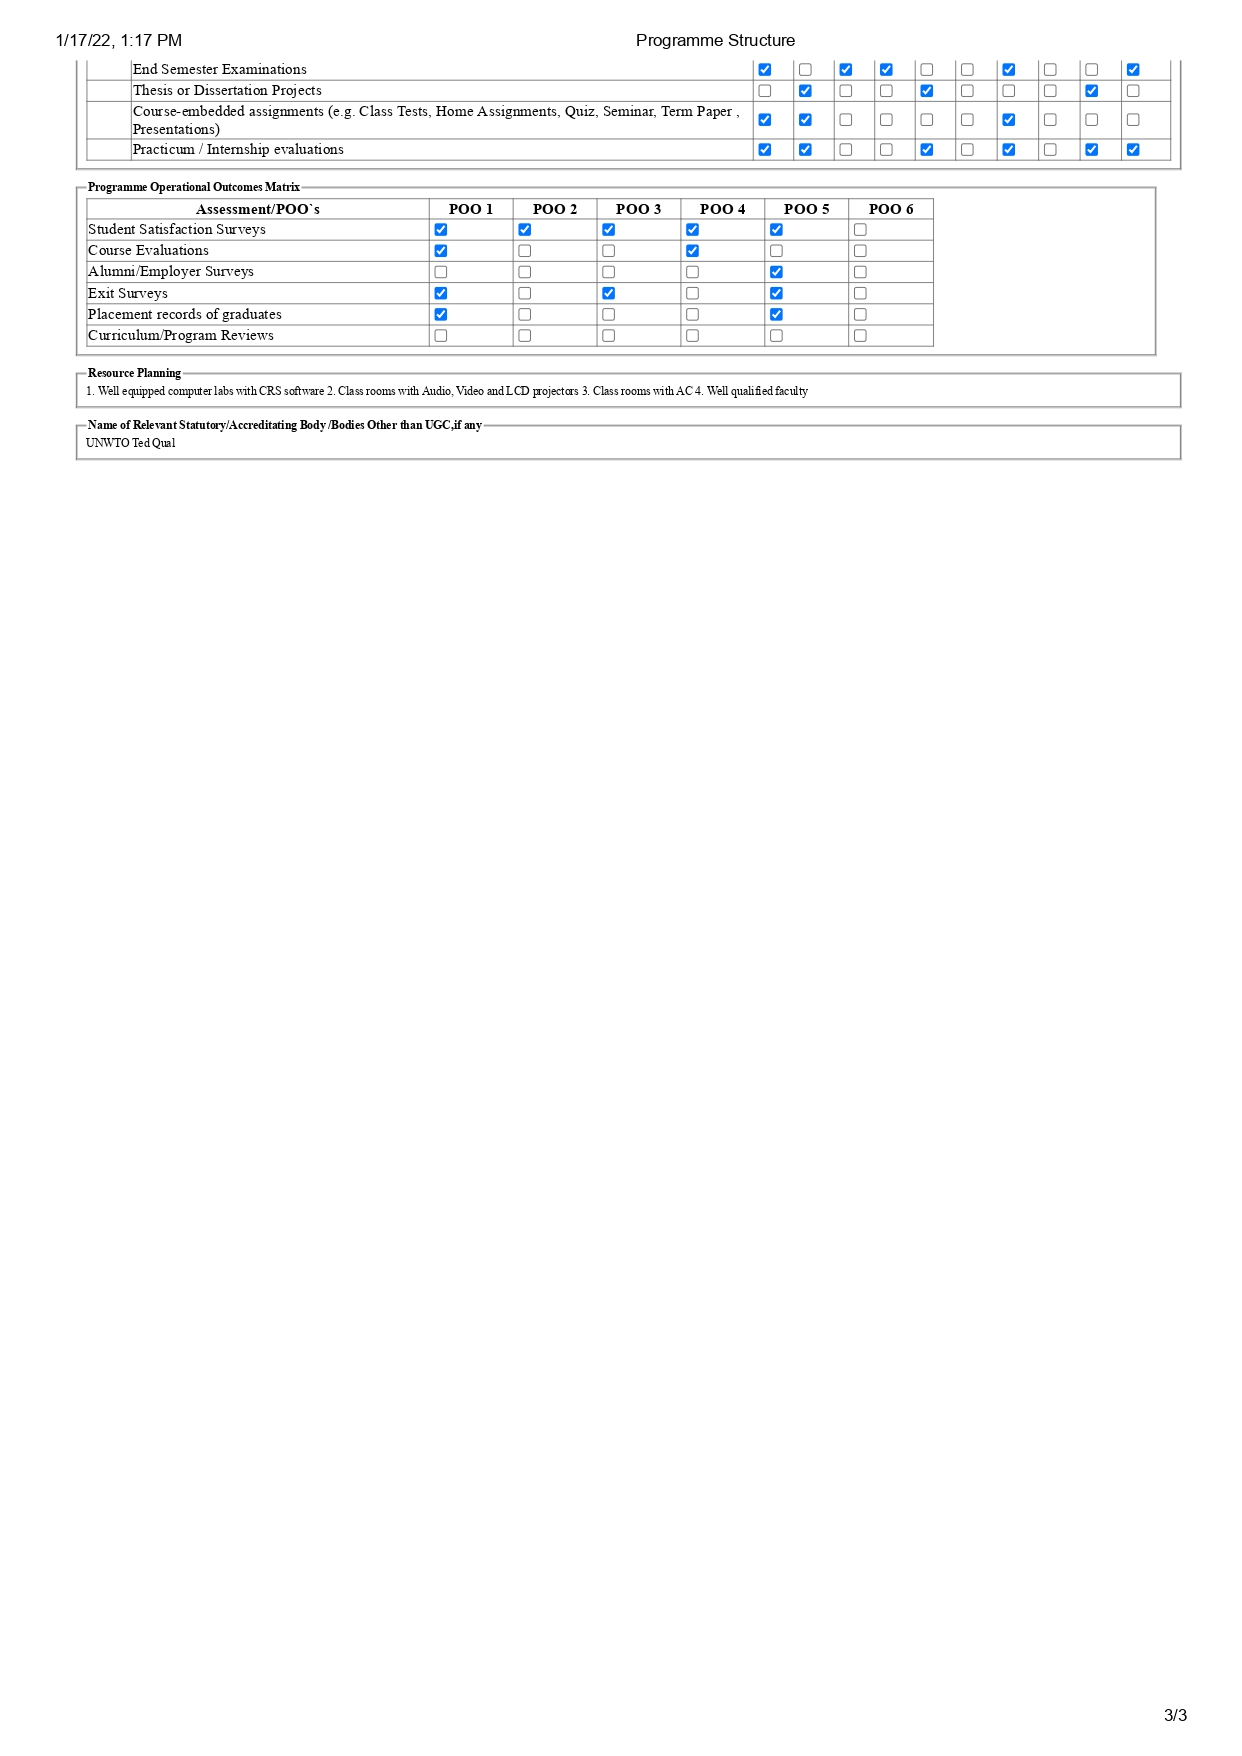 1/17/22, 1:17 PM Programme Structure
End Semester Examinations
Thesis or Dissertation Projects
Course-embedded assignments (e.g. Class Tests, Home Assignments, Quiz, Seminar, Term Paper ,
Presentations)
Practicum / Internship evaluations
Programme Operational Outcomes Matrix
Assessment/POO`s POO 1 POO 2 POO 3 POO 4 POO 5 POO 6
Student Satisfaction Surveys
Course Evaluations
Alumni/Employer Surveys
Exit Surveys
Placement records of graduates
Curriculum/Program Reviews
Resource Planning
1. Well equipped computer labs with CRS software 2. Class rooms with Audio, Video and LCD projectors 3. Class rooms with AC 4. Well qualified faculty
Name of Relevant Statutory/Accreditating Body /Bodies Other than UGC,if any
UNWTO Ted Qual
3/3